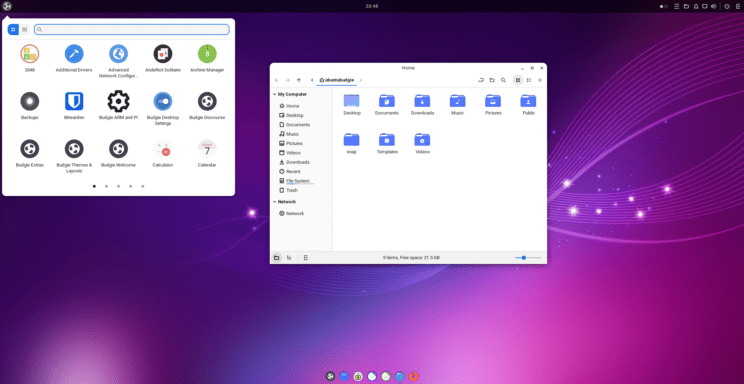 20:48
2048
Additional Drivers
Advanced
Network Configur...
AisleRiot Solitaire
Archive Manager
Backups
Bitwarden
Budgie ARM and Pi
Budgie Desktop
Settings
Budgie Discourse
Budgie Extras
Budgie Themes &
Layouts
Budgie Welcome
Calculator
7
Calendar
Home
ubuntubudgie
My Computer
Home
Desktop
Documents
Music
Pictures
Videos
Downloads
Recent
File System
Trash
Network
Network
Desktop
Documents
Downloads
Music
Pictures
Public
snap
Templates
Videos
9 items, Free space: 21.5 GB